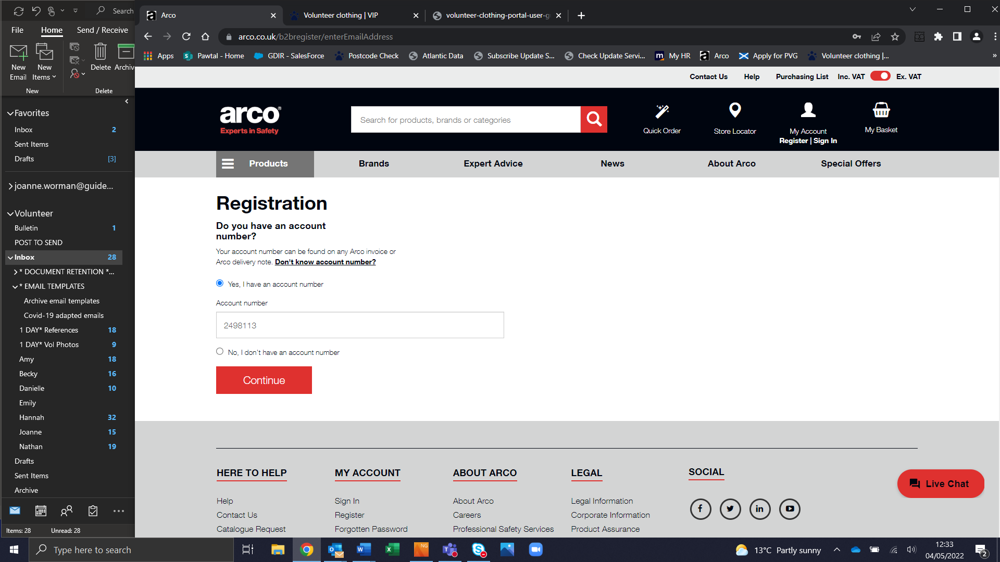 Search
File
Home
Send / Receive
New Email
New Items
Delete
New
Delete
Favorites
Inbox 2
Sent Items
Drafts [3]
joanne.worman@guide...
Volunteer
Bulletin 1
POST TO SEND
Inbox 28
* DOCUMENT RETENTION *...
* EMAIL TEMPLATES
Archive email templates
Covid-19 adapted emails
1 DAY* References 18
1 DAY* Vol Photos 9
Amy 18
Becky 16
Danielle 10
Emily
Hannah 32
Joanne 15
Nathan 19
Drafts
Sent Items
Archive
Items: 28 Unread: 28
Arco
Volunteer clothing | VIP
volunteer-clothing-portal-user-g
arco.co.uk/b2bregister/enterEmailAddress
Apps
Pawtal - Home
GDIR - SalesForce
Postcode Check
Atlantic Data
Subscribe Update S...
Check Update Servi...
My HR
Arco
Apply for PVG
Volunteer clothing |...
Contact Us
Help
Purchasing List
Inc. VAT
Ex. VAT
arco®
Experts in Safety
Search for products, brands or categories
Quick Order
Store Locator
My Account
Register | Sign In
My Basket
Products
Brands
Expert Advice
News
About Arco
Special Offers
Registration
Do you have an account
number?
Your account number can be found on any Arco invoice or
Arco delivery note. Don't know account number?
Yes, I have an account number
Account number
2498113
No, I don't have an account number
Continue
HERE TO HELP
Help
Contact Us
Catalogue Request
MY ACCOUNT
Sign In
Register
Forgotten Password
ABOUT ARCO
About Arco
Careers
Professional Safety Services
LEGAL
Legal Information
Corporate Information
Product Assurance
SOCIAL
Live Chat
Type here to search
13°C Partly sunny
12:33
04/05/2022
2